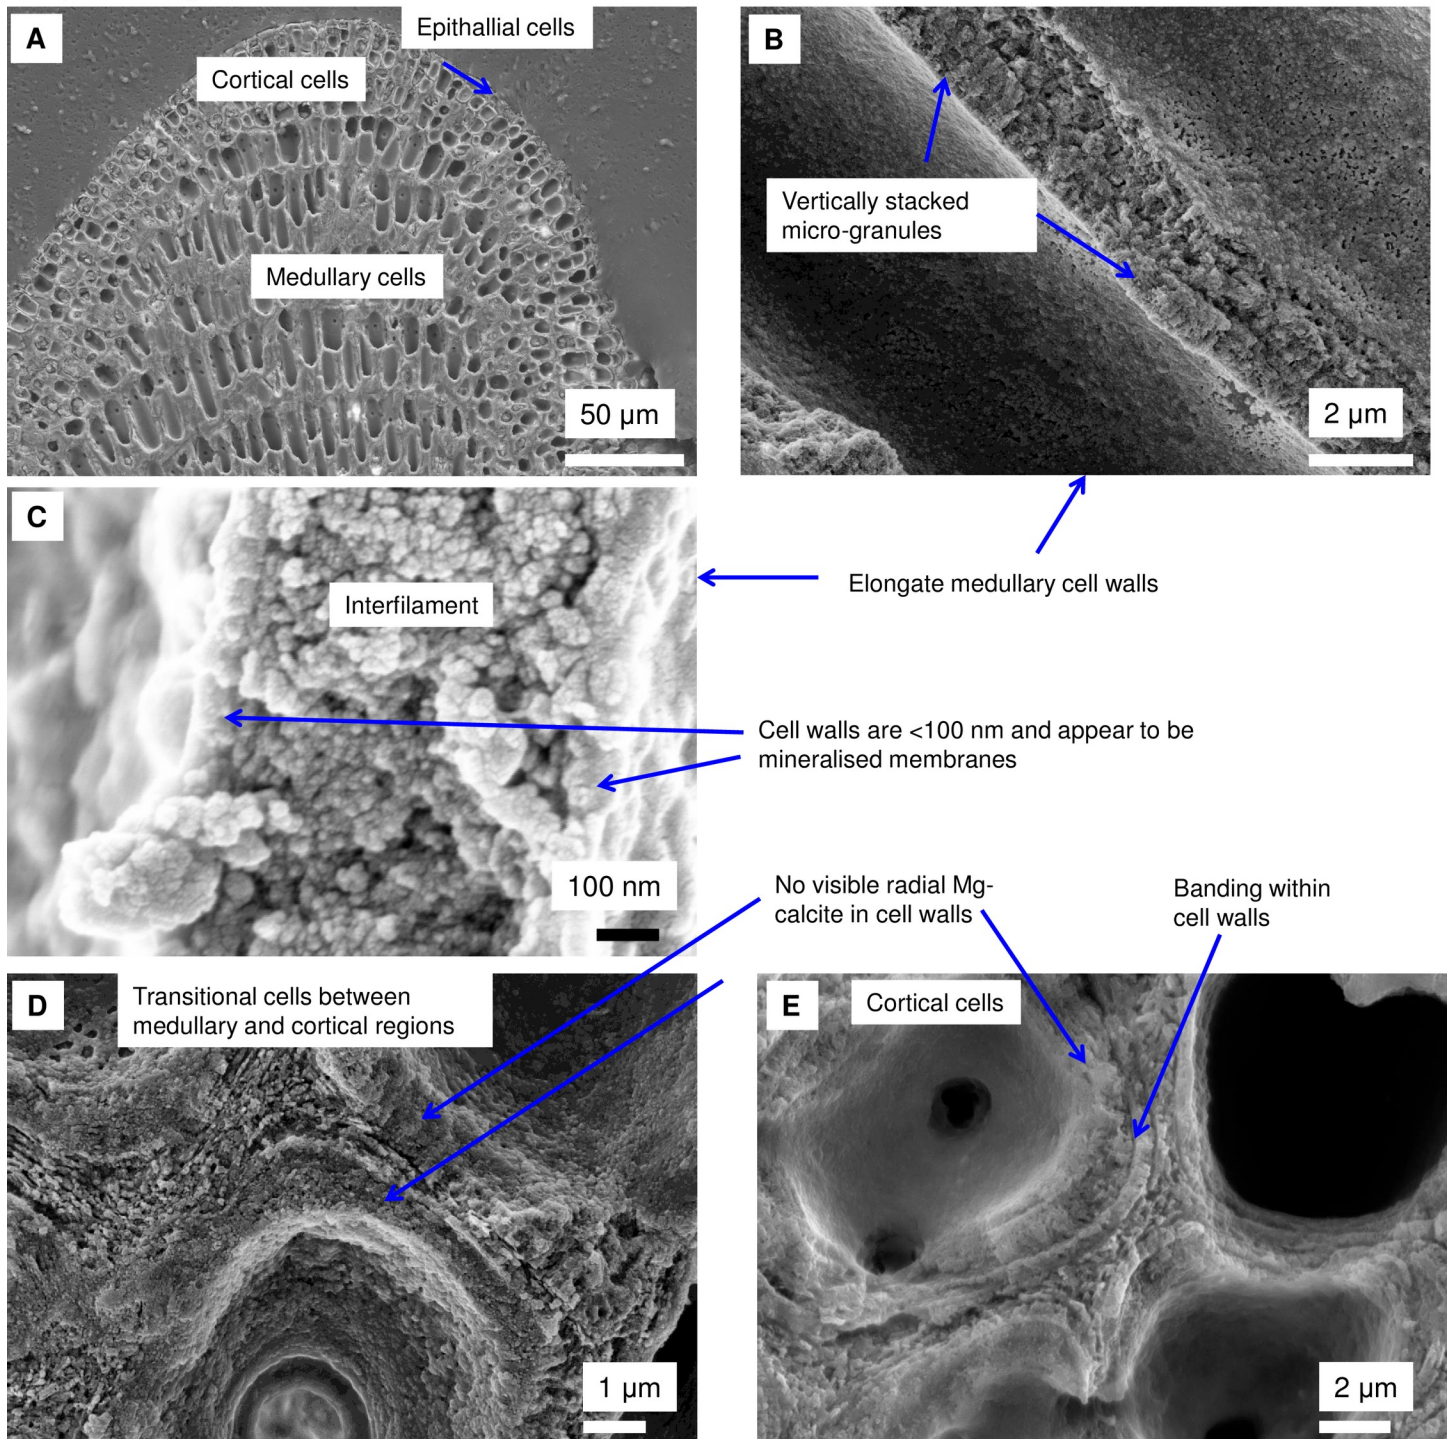 A
Epithallial cells
Cortical cells
Medullary cells
50 µm
B
Vertically stacked
micro-granules
2 µm
C
Interfilament
Elongate medullary cell walls
Cell walls are <100 nm and appear to be
mineralised membranes
100 nm
No visible radial Mg-
calcite in cell walls
Banding within
cell walls
D
Transitional cells between
medullary and cortical regions
1 µm
E
Cortical cells
2 µm